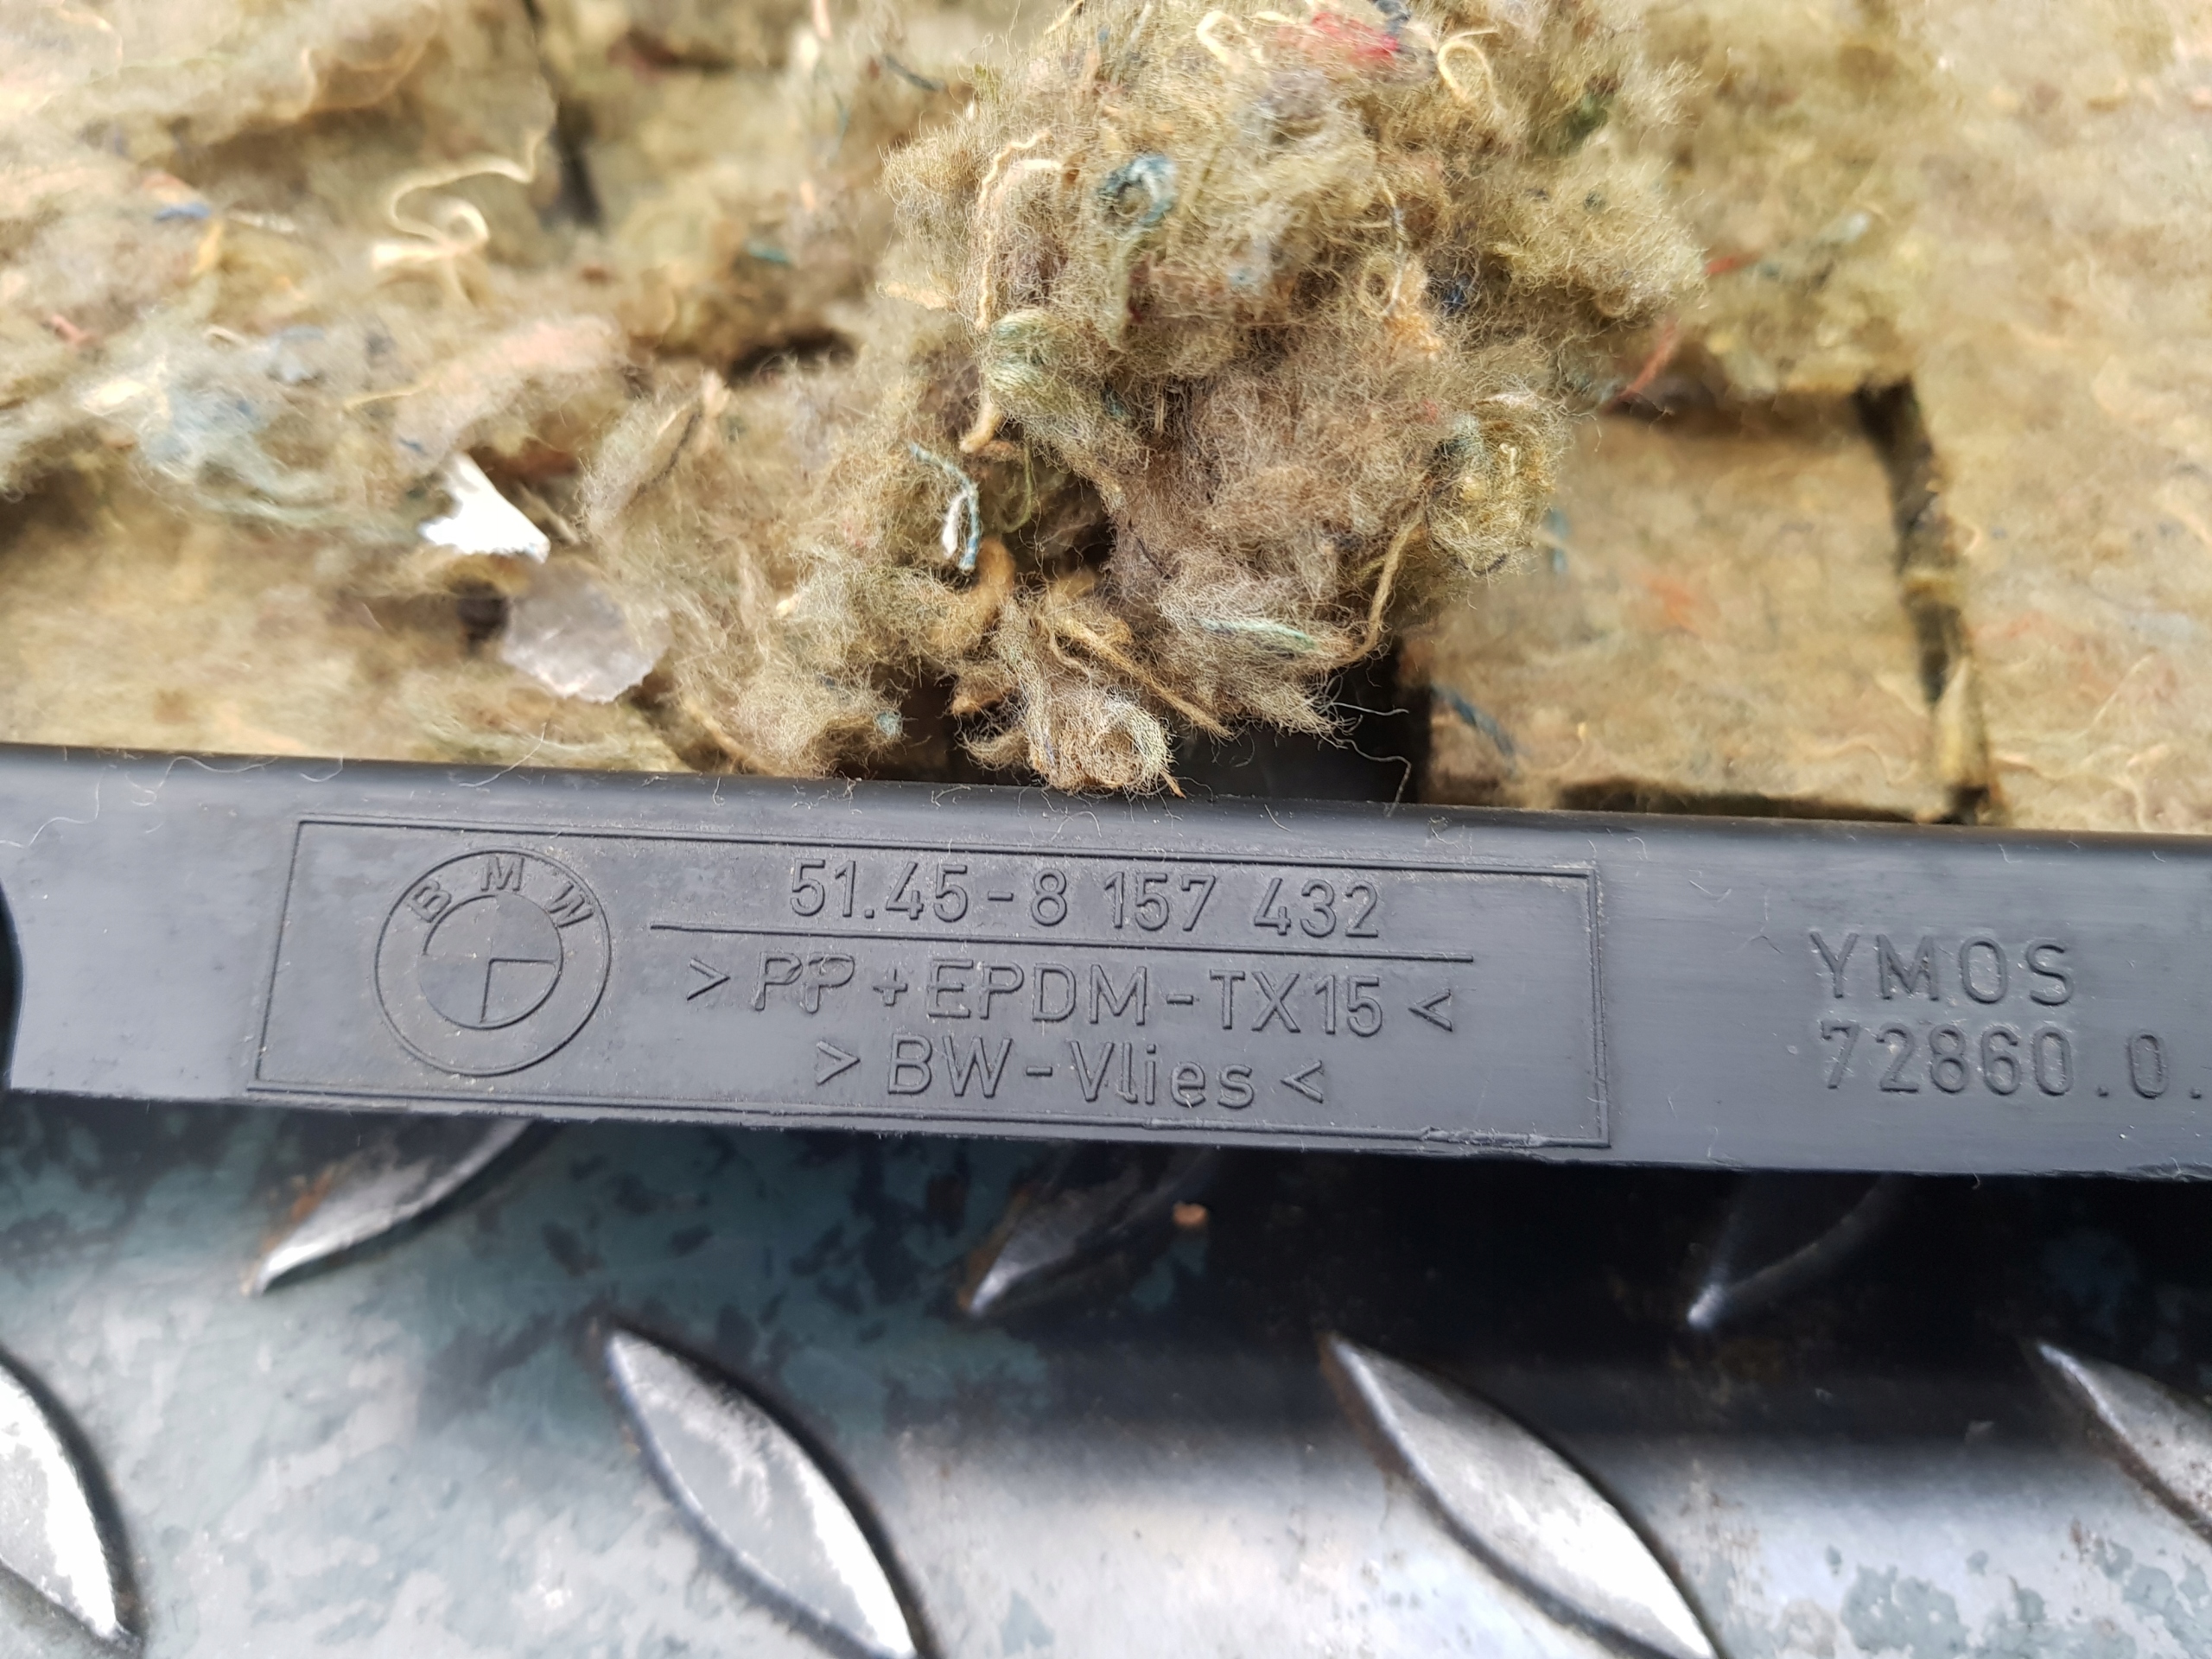 BMW
51.45-8 157 432
>PP+EPDM-TX15<
>BW-Vlies<
YMOS
72860.0.